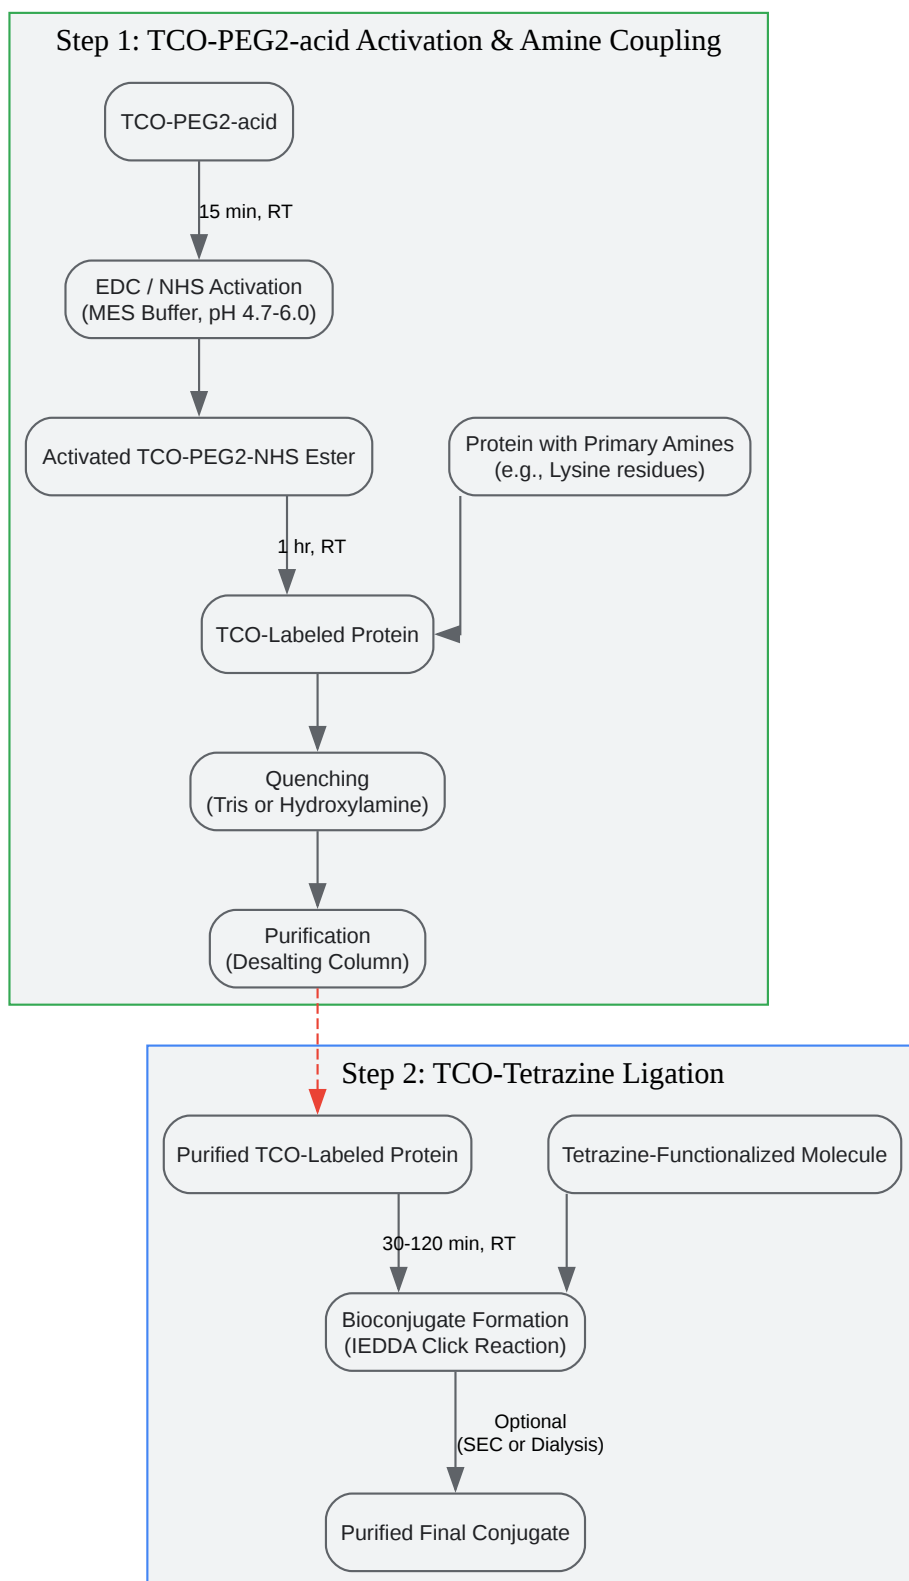 Step 1: TCO-PEG2-acid Activation & Amine Coupling
TCO-PEG2-acid
15 min, RT
EDC / NHS Activation
(MES Buffer, pH 4.7-6.0)
Activated TCO-PEG2-NHS Ester
Protein with Primary Amines
(e.g., Lysine residues)
1 hr, RT
TCO-Labeled Protein
Quenching
(Tris or Hydroxylamine)
Purification
(Desalting Column)
Step 2: TCO-Tetrazine Ligation
Purified TCO-Labeled Protein
Tetrazine-Functionalized Molecule
30-120 min, RT
Bioconjugate Formation
(IEDDA Click Reaction)
Optional
(SEC or Dialysis)
Purified Final Conjugate